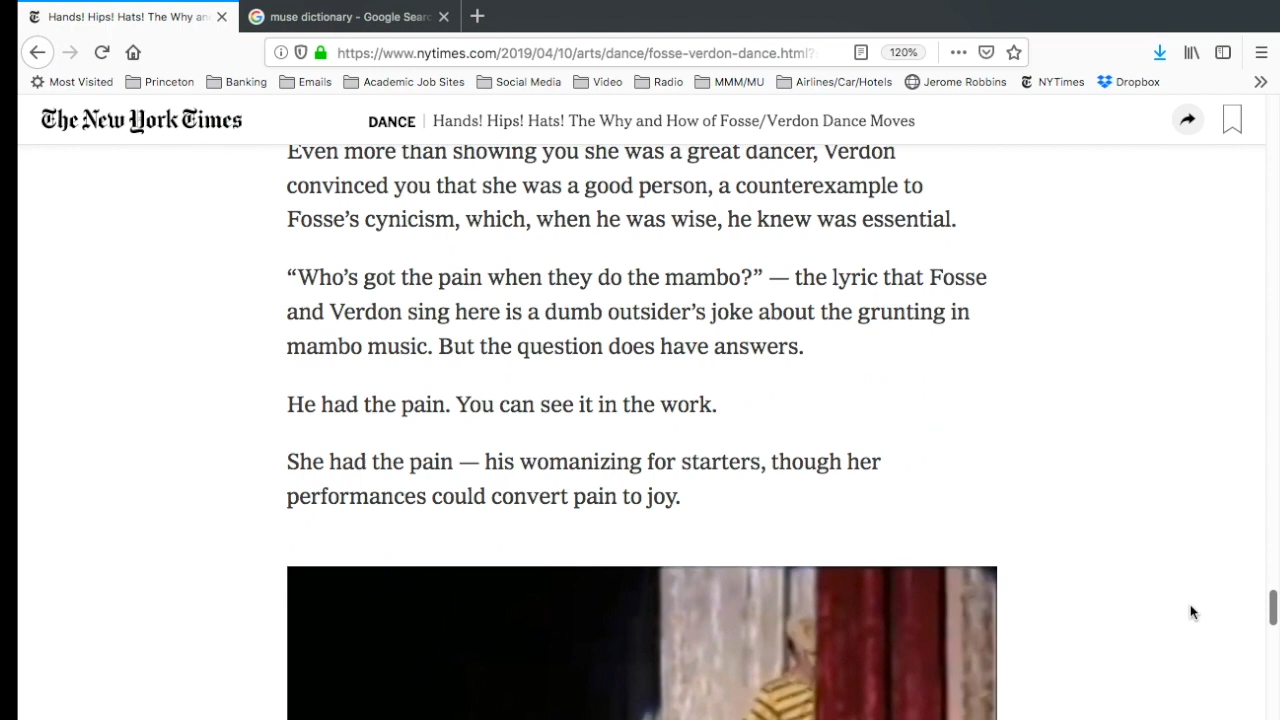 Hands! Hips! Hats! The Why an
muse dictionary - Google Searc
https://www.nytimes.com/2019/04/10/arts/dance/fosse-verdon-dance.html?
120%
Most Visited Princeton Banking Emails Academic Job Sites Social Media Video Radio MMM/MU Airlines/Car/Hotels Jerome Robbins NYTimes Dropbox
The New York Times DANCE | Hands! Hips! Hats! The Why and How of Fosse/Verdon Dance Moves
Even more than showing you she was a great dancer, Verdon
convinced you that she was a good person, a counterexample to
Fosse’s cynicism, which, when he was wise, he knew was essential.
“Who’s got the pain when they do the mambo?” — the lyric that Fosse
and Verdon sing here is a dumb outsider’s joke about the grunting in
mambo music. But the question does have answers.
He had the pain. You can see it in the work.
She had the pain — his womanizing for starters, though her
performances could convert pain to joy.